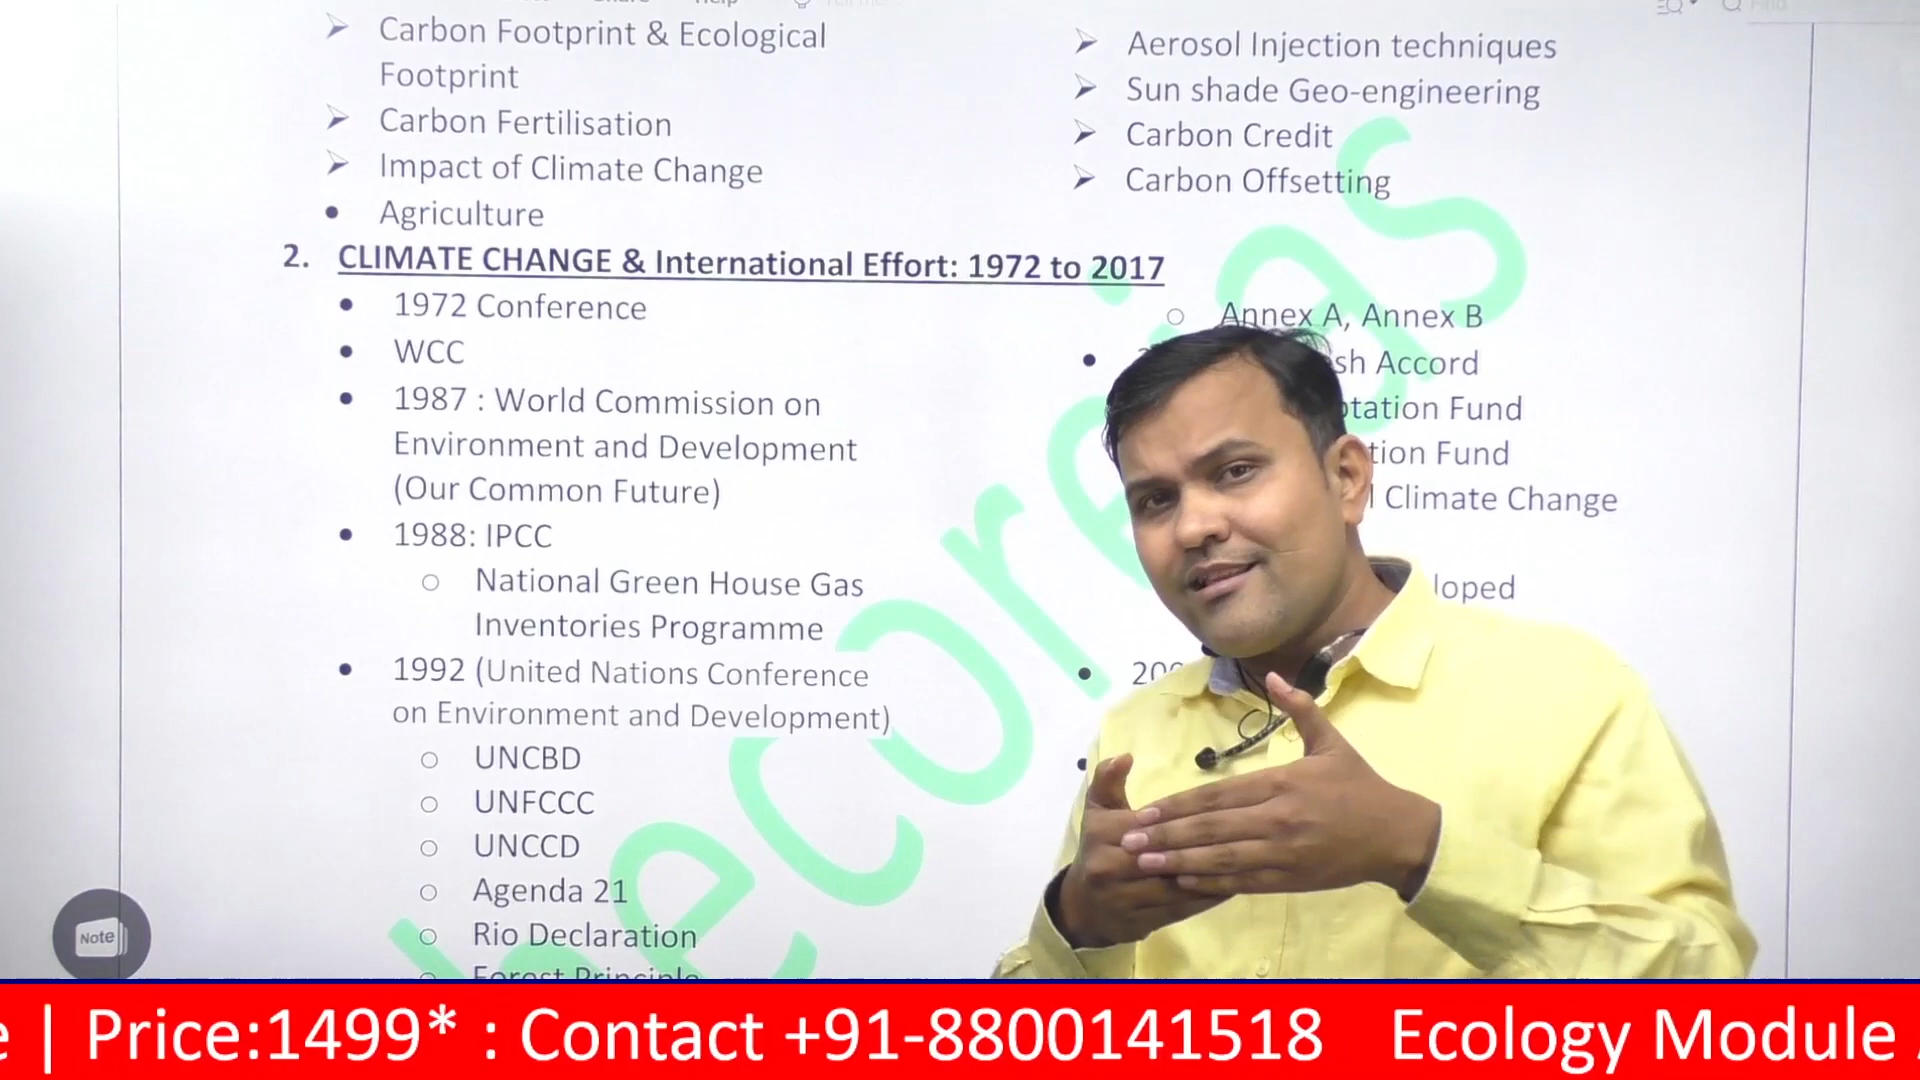 Carbon Footprint & Ecological
Footprint
Carbon Fertilisation
Impact of Climate Change
Agriculture
Aerosol Injection techniques
Sun shade Geo-engineering
Carbon Credit
Carbon Offsetting
2. CLIMATE CHANGE & International Effort: 1972 to 2017
1972 Conference
WCC
1987 : World Commission on
Environment and Development
(Our Common Future)
1988: IPCC
National Green House Gas
Inventories Programme
1992 (United Nations Conference
on Environment and Development)
UNCBD
UNFCCC
UNCCD
Agenda 21
Rio Declaration
Forest Principle
Annex A, Annex B
Accord
Fund
Fund
Climate Change
Note
| Price:1499* : Contact +91-8800141518 Ecology Module